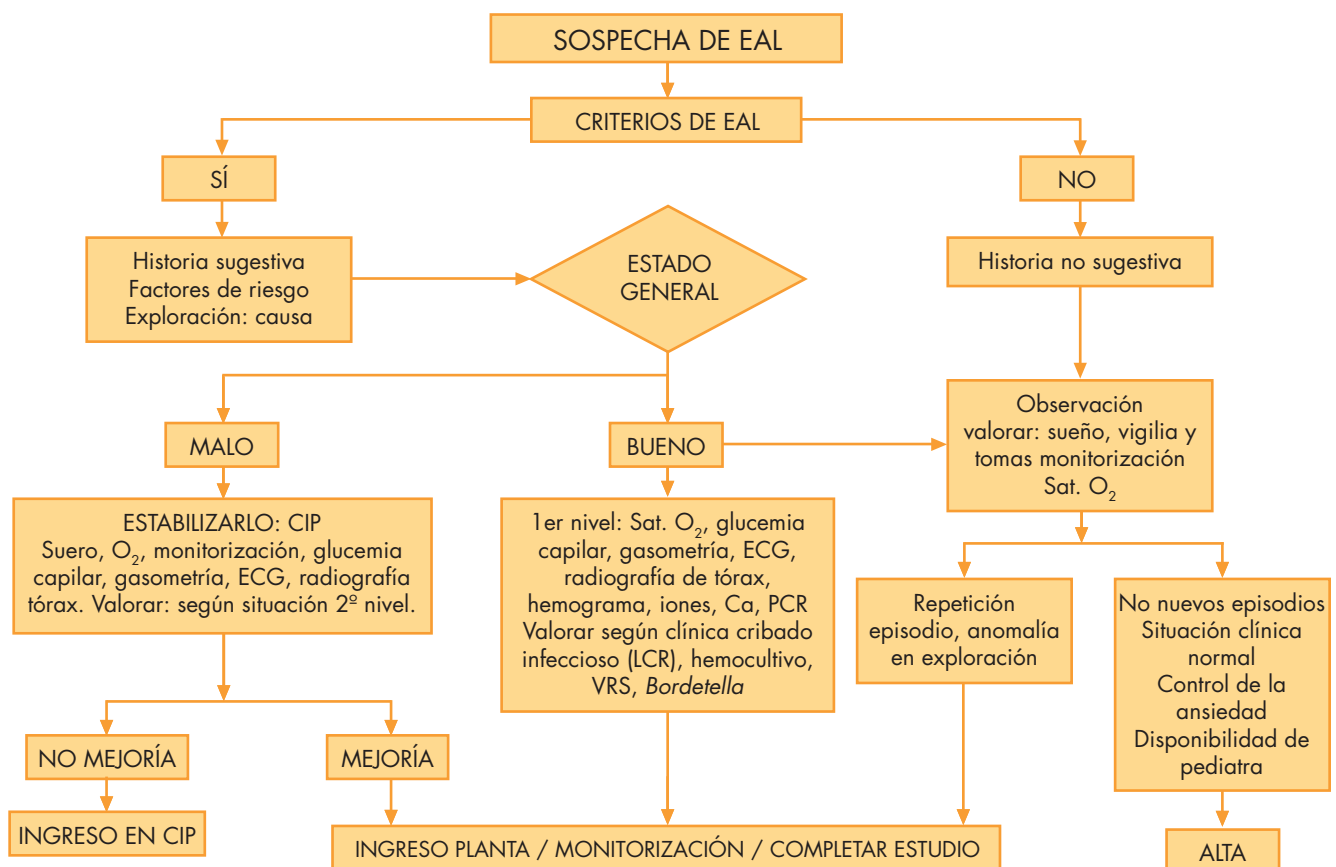 SOSPECHA DE EAL
CRITERIOS DE EAL
SÍ
NO
Historia sugestiva
Factores de riesgo
Exploración: causa
ESTADO
GENERAL
Historia no sugestiva
MALO
BUENO
Observación
valorar: sueño, vigilia y
tomas monitorización
Sat. O₂
ESTABILIZARLO: CIP
Suero, O₂, monitorización, glucemia
capilar, gasometría, ECG, radiografía
tórax. Valorar: según situación 2º nivel.
1er nivel: Sat. O₂, glucemia
capilar, gasometría, ECG,
radiografía de tórax,
hemograma, iones, Ca, PCR
Valorar según clínica cribado
infeccioso (LCR), hemocultivo,
VRS, Bordetella
Repetición
episodio, anomalía
en exploración
No nuevos episodios
Situación clínica
normal
Control de la
ansiedad
Disponibilidad de
pediatra
NO MEJORÍA
MEJORÍA
INGRESO EN CIP
INGRESO PLANTA / MONITORIZACIÓN / COMPLETAR ESTUDIO
ALTA